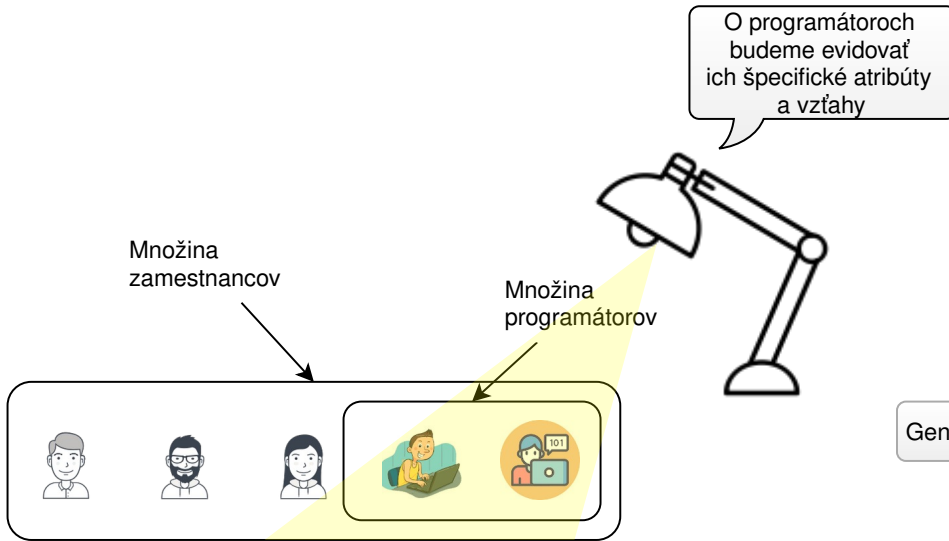 O programátoroch
budeme evidovať
ich špecifické atribúty
a vzťahy
Množina
zamestnancov
Množina
programátorov
101
Gen